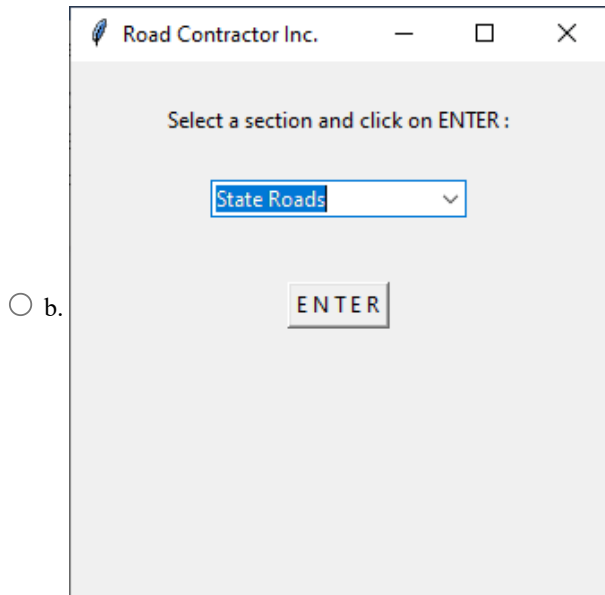 Road Contractor Inc.
Select a section and click on ENTER :
State Roads
b.
E N T E R